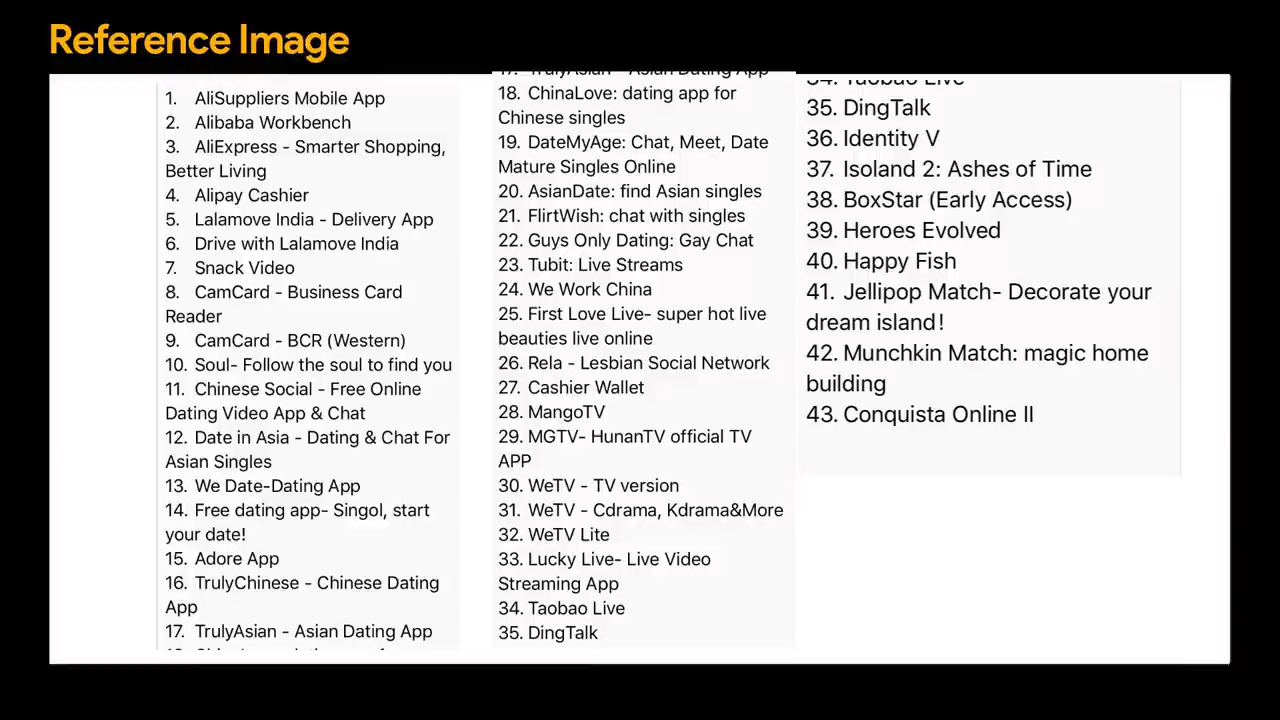 Reference Image
1. AliSuppliers Mobile App
2. Alibaba Workbench
3. AliExpress - Smarter Shopping,
Better Living
4. Alipay Cashier
5. Lalamove India - Delivery App
6. Drive with Lalamove India
7. Snack Video
8. CamCard - Business Card
Reader
9. CamCard - BCR (Western)
10. Soul- Follow the soul to find you
11. Chinese Social - Free Online
Dating Video App & Chat
12. Date in Asia - Dating & Chat For
Asian Singles
13. We Date-Dating App
14. Free dating app- Singol, start
your date!
15. Adore App
16. TrulyChinese - Chinese Dating
App
17. TrulyAsian - Asian Dating App
17. TrulyAsian - Asian Dating App
18. ChinaLove: dating app for
Chinese singles
19. DateMyAge: Chat, Meet, Date
Mature Singles Online
20. AsianDate: find Asian singles
21. FlirtWish: chat with singles
22. Guys Only Dating: Gay Chat
23. Tubit: Live Streams
24. We Work China
25. First Love Live- super hot live
beauties live online
26. Rela - Lesbian Social Network
27. Cashier Wallet
28. MangoTV
29. MGTV- HunanTV official TV
APP
30. WeTV - TV version
31. WeTV - Cdrama, Kdrama&More
32. WeTV Lite
33. Lucky Live- Live Video
Streaming App
34. Taobao Live
35. DingTalk
34. Taobao Live
35. DingTalk
36. Identity V
37. Isoland 2: Ashes of Time
38. BoxStar (Early Access)
39. Heroes Evolved
40. Happy Fish
41. Jellipop Match- Decorate your
dream island!
42. Munchkin Match: magic home
building
43. Conquista Online II